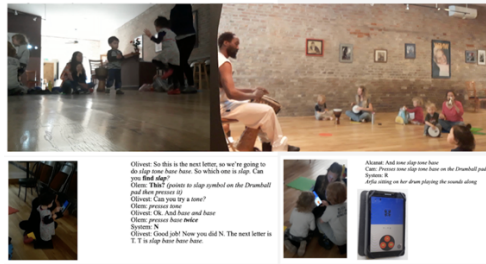 Olivest: So this is the next letter, so we're going to
do slap tone base base. So which one is slap. Can
you find slap?
Olem: This? (points to slap symbol on the Drumball
pad then presses it)
Olivest: Can you try a tone?
Olem: presses tone
Olivest: Ok. And base and base
Olem: presses base twice
System: N
Olivest: Good job! Now you did N. The next letter is
T. T is slap base base base.
Alcanat: And tone slap tone base
Cam: Presses tone slap tone base on the Drumball pad
System: R
Arfa sitting on her drum playing the sounds along